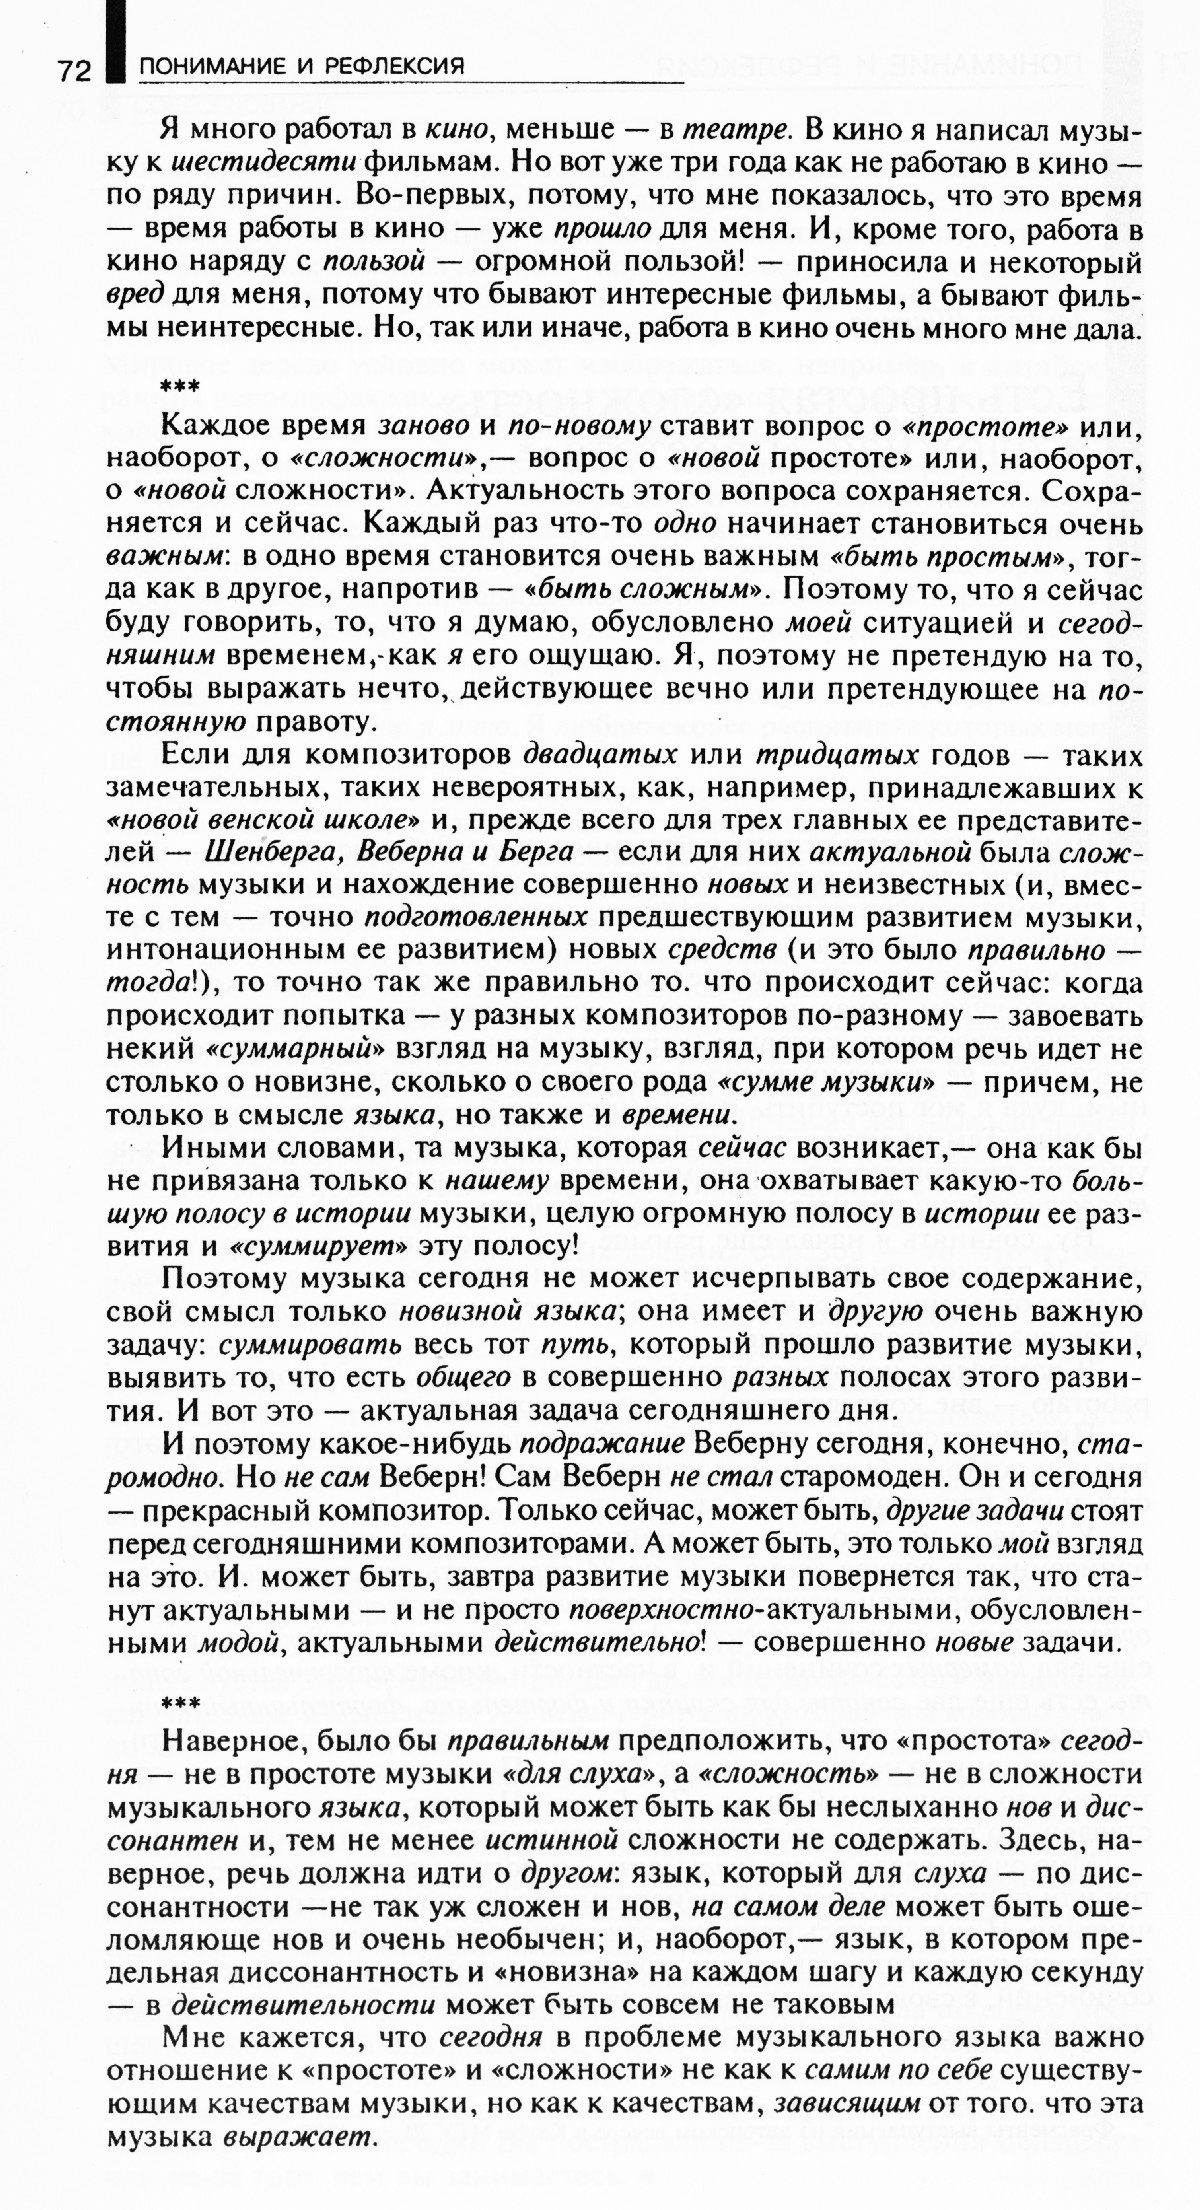 72 ПОНИМАНИЕ И РЕФЛЕКСИЯ
Я много работал в кино, меньше — в театре. В кино я написал музы-
ку к шестидесяти фильмам. Но вот уже три года как не работаю в кино —
по ряду причин. Во-первых, потому, что мне показалось, что это время
— время работы в кино — уже прошло для меня. И, кроме того, работа в
кино наряду с пользой — огромной пользой! — приносила и некоторый
вред для меня, потому что бывают интересные фильмы, а бывают филь-
мы неинтересные. Но, так или иначе, работа в кино очень много мне дала.
***
Каждое время заново и по-новому ставит вопрос о «простоте» или,
наоборот, о «сложности»,— вопрос о «новой простоте» или, наоборот,
о «новой сложности». Актуальность этого вопроса сохраняется. Сохра-
няется и сейчас. Каждый раз что-то одно начинает становиться очень
важным: в одно время становится очень важным «быть простым», тог-
да как в другое, напротив — «быть сложным». Поэтому то, что я сейчас
буду говорить, то, что я думаю, обусловлено моей ситуацией и сегод-
няшним временем,-как я его ощущаю. Я, поэтому не претендую на то,
чтобы выражать нечто, действующее вечно или претендующее на по-
стоянную правоту.
Если для композиторов двадцатых или тридцатых годов — таких
замечательных, таких невероятных, как, например, принадлежавших к
«новой венской школе» и, прежде всего для трех главных ее представите-
лей — Шенберга, Веберна и Берга — если для них актуальной была слож-
ность музыки и нахождение совершенно новых и неизвестных (и, вмес-
те с тем — точно подготовленных предшествующим развитием музыки,
интонационным ее развитием) новых средств (и это было правильно —
тогда!), то точно так же правильно то. что происходит сейчас: когда
происходит попытка — у разных композиторов по-разному — завоевать
некий «суммарный» взгляд на музыку, взгляд, при котором речь идет не
столько о новизне, сколько о своего рода «сумме музыки» — причем, не
только в смысле языка, но также и времени.
Иными словами, та музыка, которая сейчас возникает,— она как бы
не привязана только к нашему времени, она охватывает какую-то боль-
шую полосу в истории музыки, целую огромную полосу в истории ее раз-
вития и «суммирует» эту полосу!
Поэтому музыка сегодня не может исчерпывать свое содержание,
свой смысл только новизной языка; она имеет и другую очень важную
задачу: суммировать весь тот путь, который прошло развитие музыки,
выявить то, что есть общего в совершенно разных полосах этого разви-
тия. И вот это — актуальная задача сегодняшнего дня.
И поэтому какое-нибудь подражание Веберну сегодня, конечно, ста-
ромодно. Но не сам Веберн! Сам Веберн не стал старомоден. Он и сегодня
— прекрасный композитор. Только сейчас, может быть, другие задачи стоят
перед сегодняшними композиторами. А может быть, это только мой взгляд
на это. И. может быть, завтра развитие музыки повернется так, что ста-
нут актуальными — и не просто поверхностно-актуальными, обусловлен-
ными модой, актуальными действительно! — совершенно новые задачи.
***
Наверное, было бы правильным предположить, что «простота» сегод-
ня — не в простоте музыки «для слуха», а «сложность» — не в сложности
музыкального языка, который может быть как бы неслыханно нов и дис-
сонантен и, тем не менее истинной сложности не содержать. Здесь, на-
верное, речь должна идти о другом: язык, который для слуха — по дис-
сонантности —не так уж сложен и нов, на самом деле может быть оше-
ломляюще нов и очень необычен; и, наоборот,— язык, в котором пре-
дельная диссонантность и «новизна» на каждом шагу и каждую секунду
— в действительности может быть совсем не таковым
Мне кажется, что сегодня в проблеме музыкального языка важно
отношение к «простоте» и «сложности» не как к самим по себе существу-
ющим качествам музыки, но как к качествам, зависящим от того. что эта
музыка выражает.